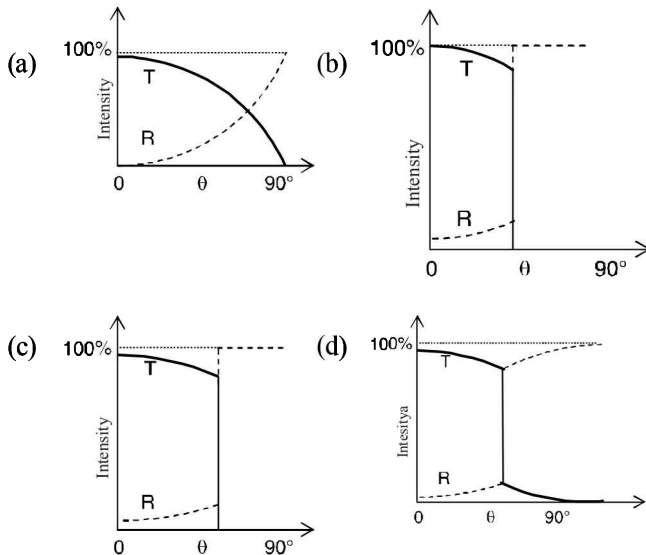 (a)
100%
T
R
Intensity
0 θ 90°
(b)
100%
T
R
Intensity
0 θ 90°
(c)
100%
T
R
Intensity
0 θ 90°
(d)
100%
T
R
Intesitya
0 θ 90°